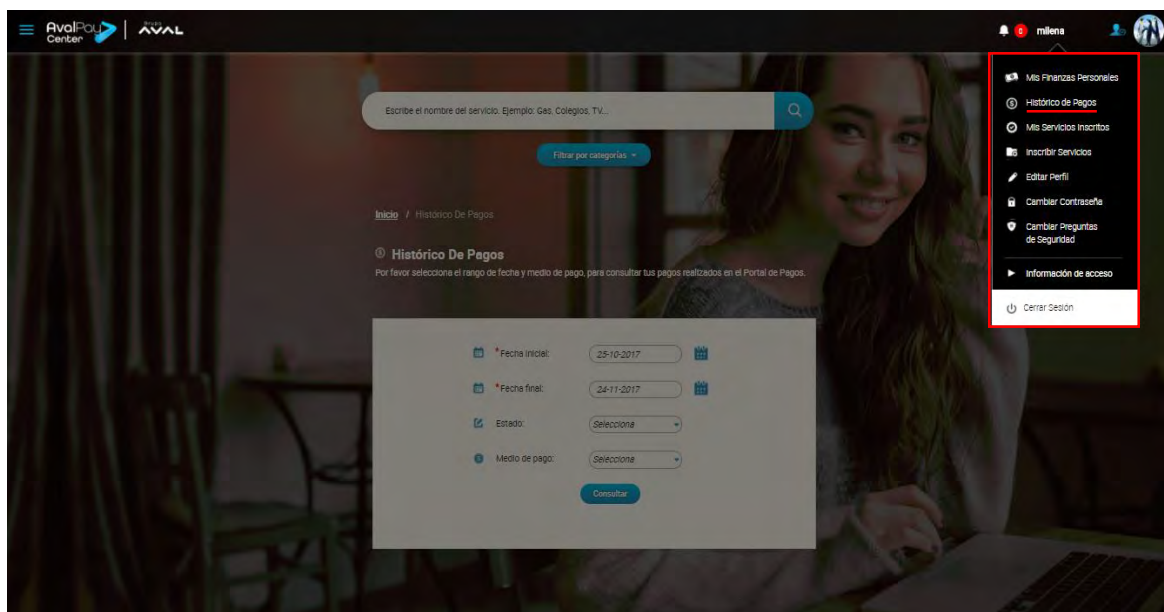 AvalPay
Center
Grupo
AVAL
0
milena
Escribe el nombre del servicio. Ejemplo: Gas, Colegios, TV...
Filtrar por categorías
Inicio / Histórico De Pagos
Histórico De Pagos
Por favor selecciona el rango de fecha y medio de pago, para consultar tus pagos realizados en el Portal de Pagos.
*Fecha inicial: 25-10-2017
*Fecha final: 24-11-2017
Estado: Selecciona
Medio de pago: Selecciona
Consultar
Mis Finanzas Personales
Histórico de Pagos
Mis Servicios Inscritos
Inscribir Servicios
Editar Perfil
Cambiar Contraseña
Cambiar Preguntas
de Seguridad
Información de acceso
Cerrar Sesión